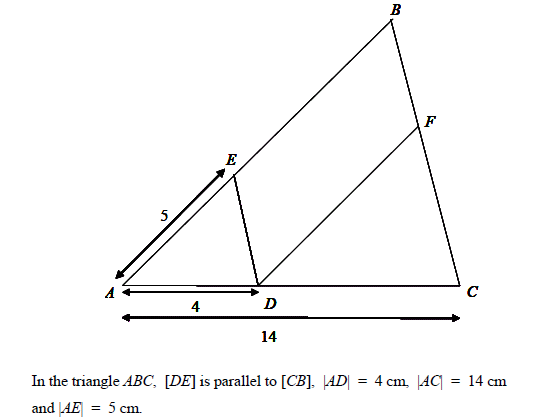 B
F
E
5
A
4
D
C
14
In the triangle ABC, [DE] is parallel to [CB], |AD| = 4 cm, |AC| = 14 cm
and |AE| = 5 cm.